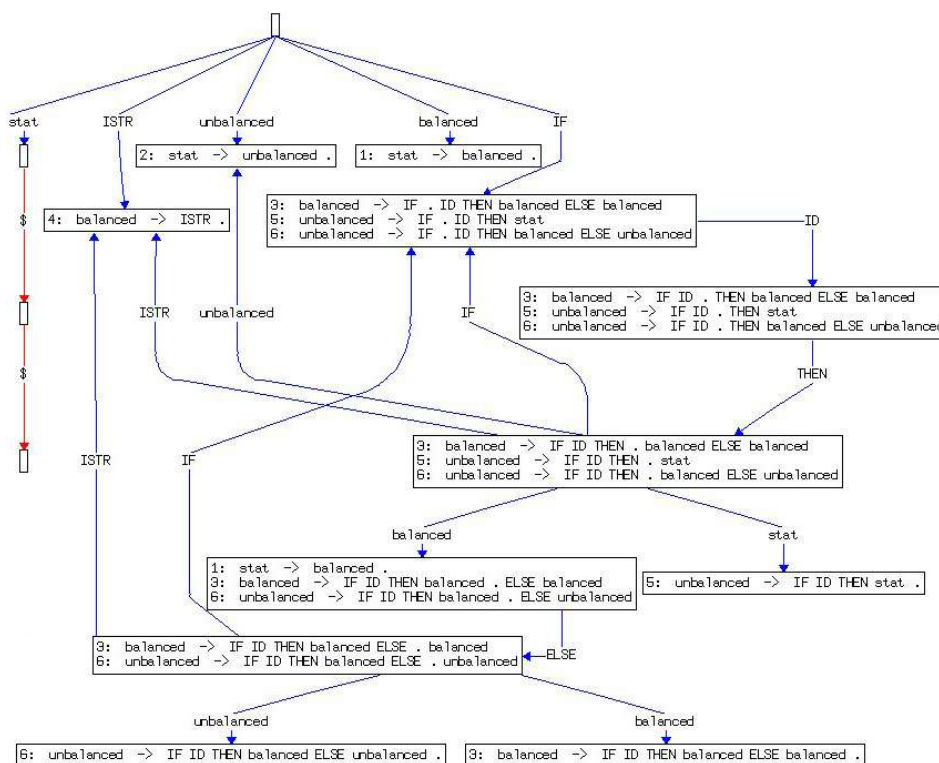 stat
ISTR
unbalanced
balanced
IF
2: stat -> unbalanced .
1: stat -> balanced .
$
4: balanced -> ISTR .
3: balanced -> IF . ID THEN balanced ELSE balanced
5: unbalanced -> IF . ID THEN stat
6: unbalanced -> IF . ID THEN balanced ELSE unbalanced
ID
ISTR
unbalanced
IF
3: balanced -> IF ID . THEN balanced ELSE balanced
5: unbalanced -> IF ID . THEN stat
6: unbalanced -> IF ID . THEN balanced ELSE unbalanced
$
THEN
ISTR
IF
3: balanced -> IF ID THEN . balanced ELSE balanced
5: unbalanced -> IF ID THEN . stat
6: unbalanced -> IF ID THEN . balanced ELSE unbalanced
balanced
stat
1: stat -> balanced .
3: balanced -> IF ID THEN balanced . ELSE balanced
6: unbalanced -> IF ID THEN balanced . ELSE unbalanced
5: unbalanced -> IF ID THEN stat .
3: balanced -> IF ID THEN balanced ELSE . balanced
6: unbalanced -> IF ID THEN balanced ELSE . unbalanced
ELSE
unbalanced
balanced
6: unbalanced -> IF ID THEN balanced ELSE unbalanced .
3: balanced -> IF ID THEN balanced ELSE balanced .